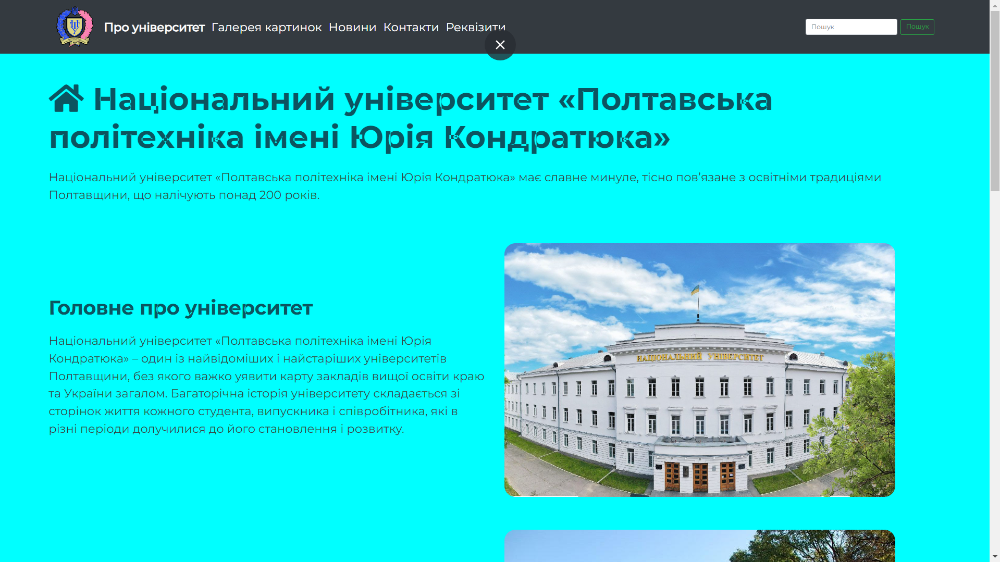 Про університет Галерея картинок Новини Контакти Реквізити Пошук Пошук
Національний університет «Полтавська
політехніка імені Юрія Кондратюка»
Національний університет «Полтавська політехніка імені Юрія Кондратюка» має славне минуле, тісно пов’язане з освітніми традиціями
Полтавщини, що налічують понад 200 років.
НАЦІОНАЛЬНИЙ УНІВЕРСИТЕТ
Головне про університет
Національний університет «Полтавська політехніка імені Юрія
Кондратюка» – один із найвідоміших і найстаріших університетів
Полтавщини, без якого важко уявити карту закладів вищої освіти краю
та України загалом. Багаторічна історія університету складається зі
сторінок життя кожного студента, випускника і співробітника, які в
різні періоди долучилися до його становлення і розвитку.